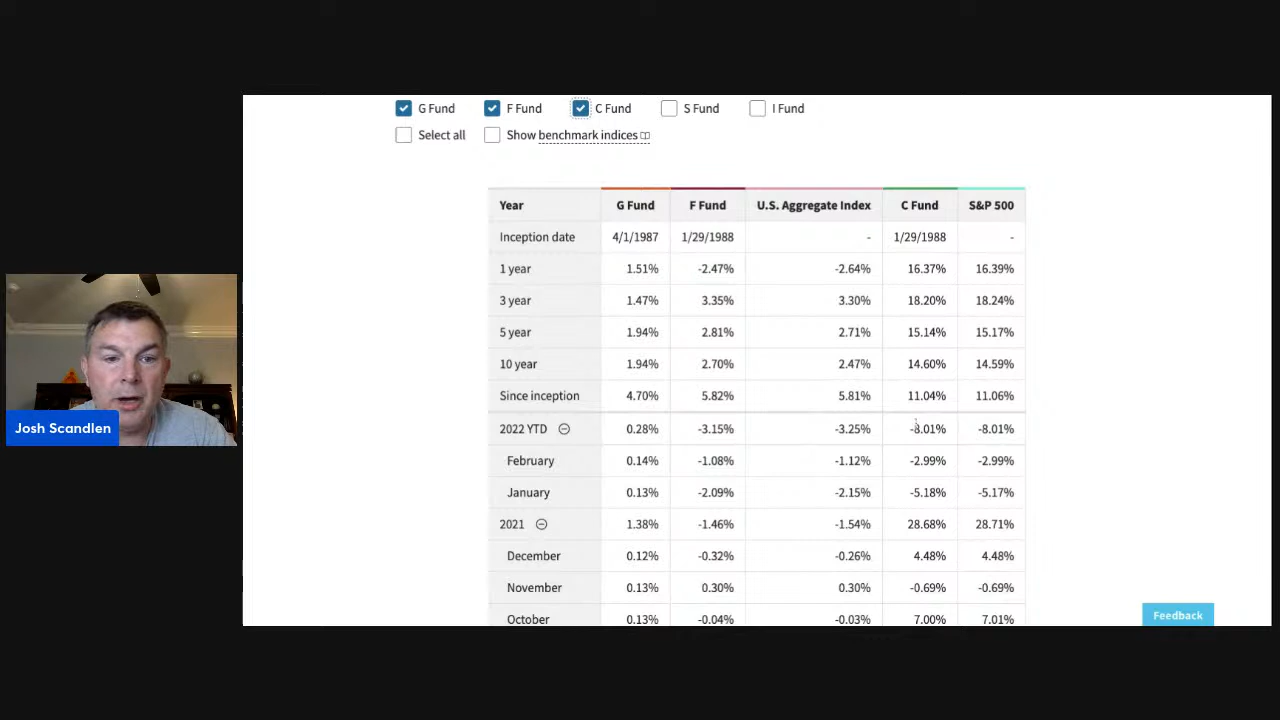 G Fund F Fund C Fund S Fund I Fund
Select all Show benchmark indices
Year G Fund F Fund U.S. Aggregate Index C Fund S&P 500
Inception date 4/1/1987 1/29/1988 - 1/29/1988 -
1 year 1.51% -2.47% -2.64% 16.37% 16.39%
3 year 1.47% 3.35% 3.30% 18.20% 18.24%
5 year 1.94% 2.81% 2.71% 15.14% 15.17%
10 year 1.94% 2.70% 2.47% 14.60% 14.59%
Since inception 4.70% 5.82% 5.81% 11.04% 11.06%
2022 YTD 0.28% -3.15% -3.25% -8.01% -8.01%
February 0.14% -1.08% -1.12% -2.99% -2.99%
January 0.13% -2.09% -2.15% -5.18% -5.17%
2021 1.38% -1.46% -1.54% 28.68% 28.71%
December 0.12% -0.32% -0.26% 4.48% 4.48%
November 0.13% 0.30% 0.30% -0.69% -0.69%
October 0.13% -0.04% -0.03% 7.00% 7.01%
Josh Scandlen
Feedback